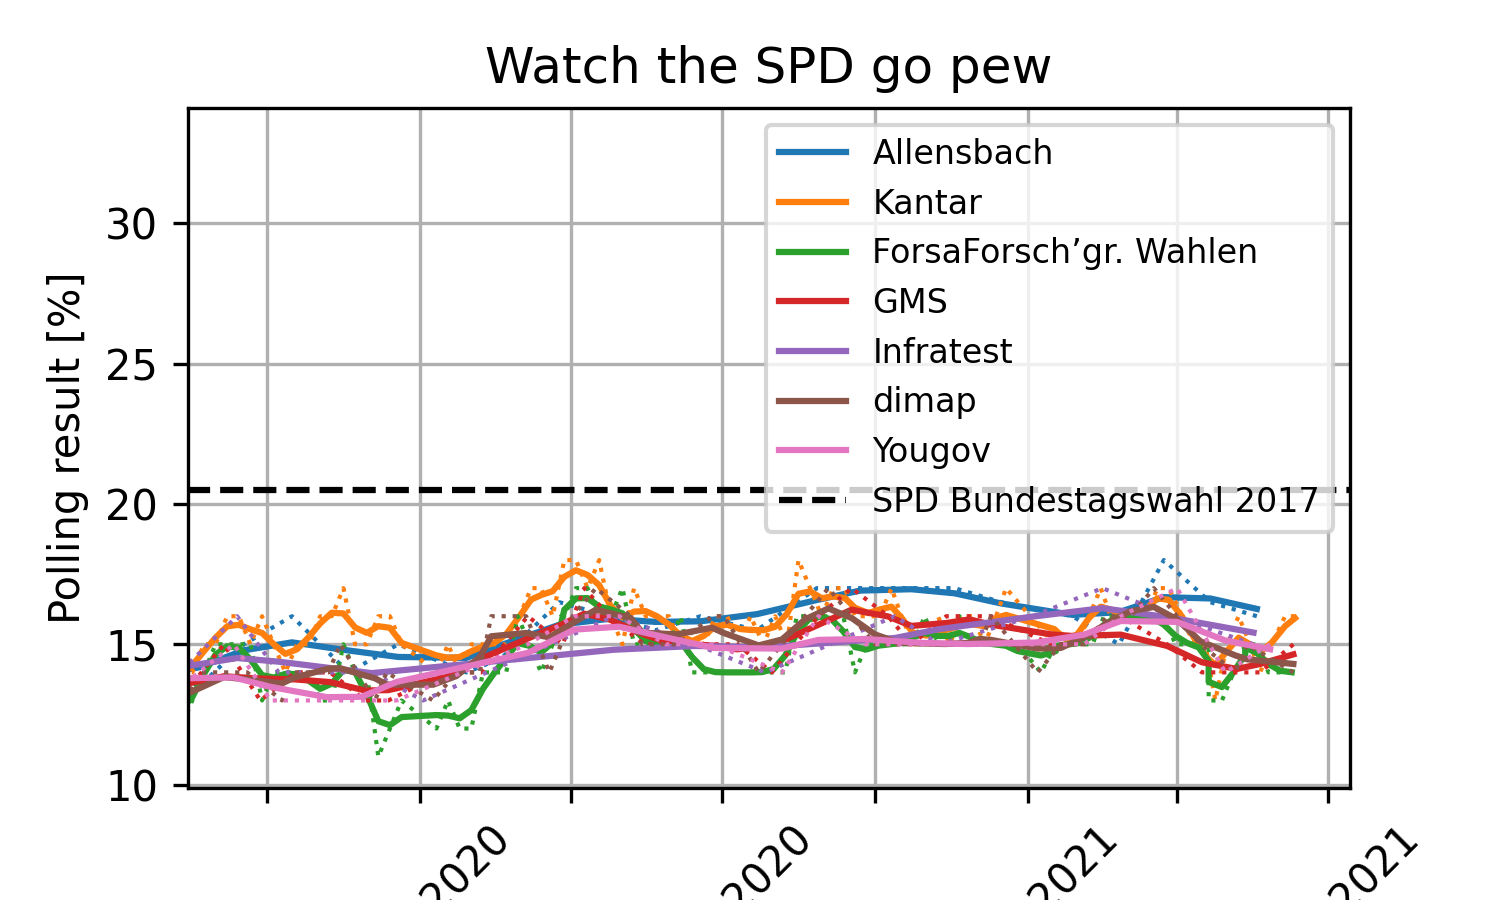 Watch the SPD go pew
Polling result [%]
30
25
20
15
10
Allensbach
Kantar
ForsaForsch’gr. Wahlen
GMS
Infratest
dimap
Yougov
SPD Bundestagswahl 2017
2020
2020
2021
2021